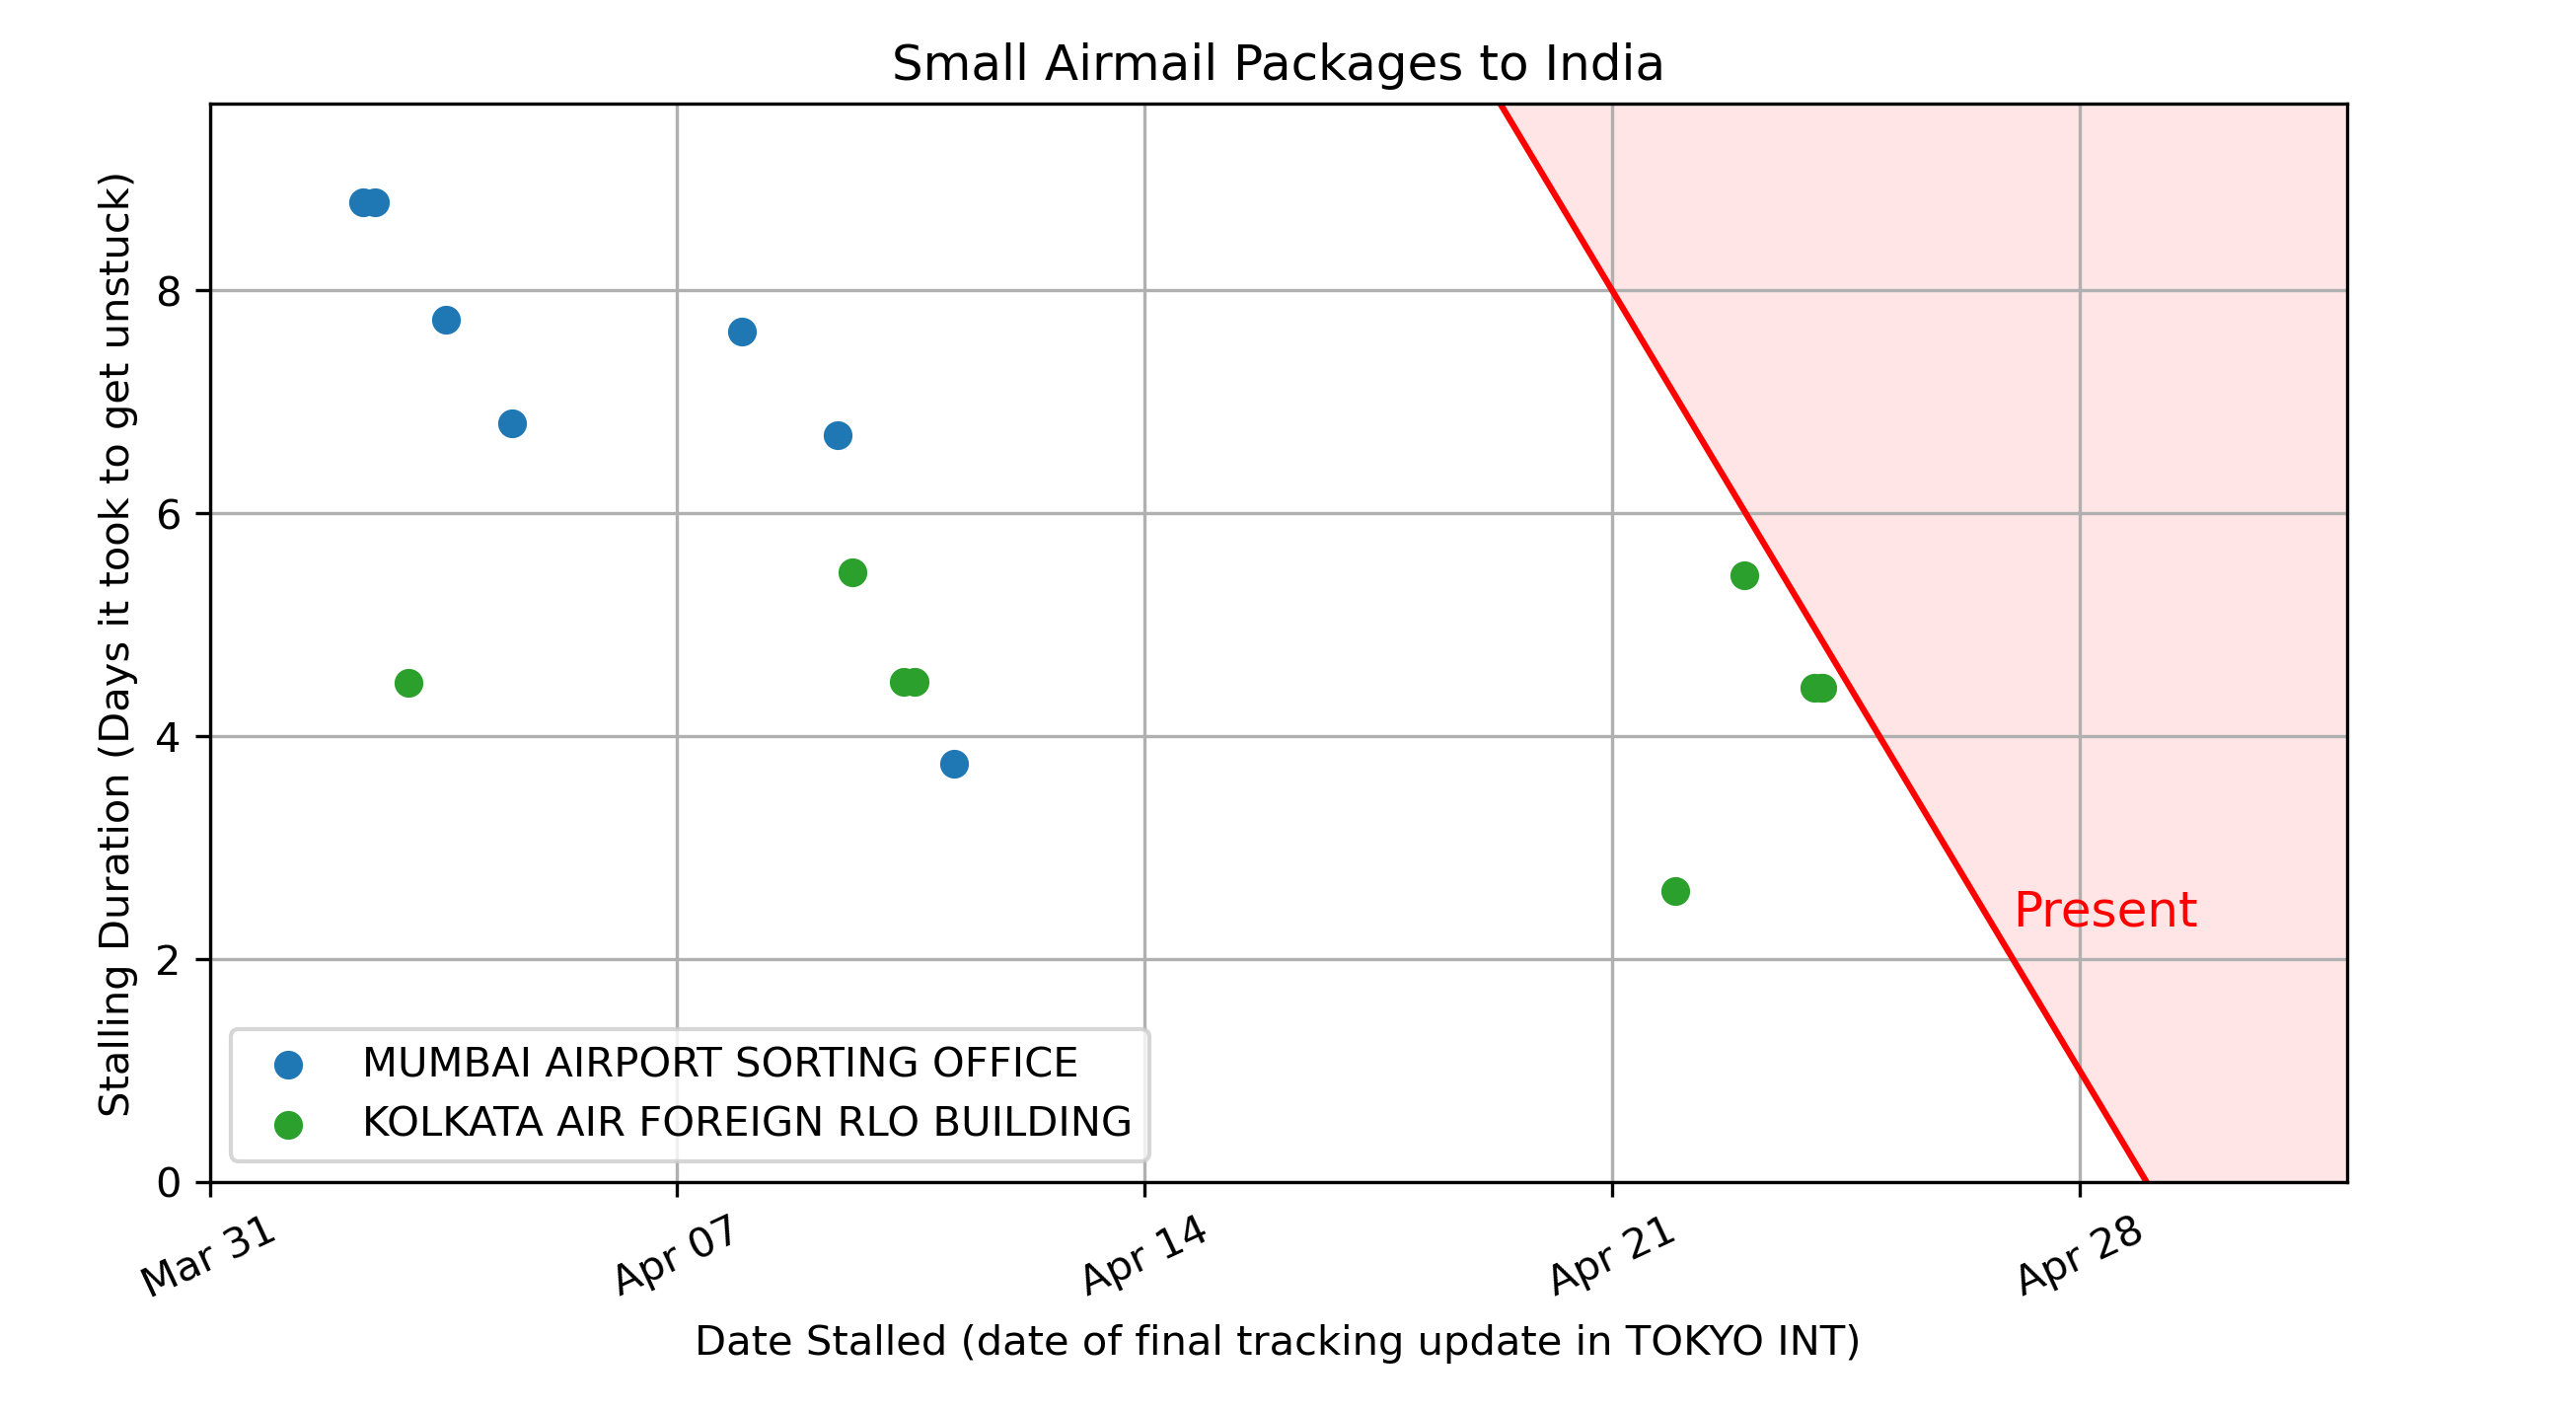 Small Airmail Packages to India
Stalling Duration (Days it took to get unstuck)
8
6
4
2
0
Present
MUMBAI AIRPORT SORTING OFFICE
KOLKATA AIR FOREIGN RLO BUILDING
Mar 31
Apr 07
Apr 14
Apr 21
Apr 28
Date Stalled (date of final tracking update in TOKYO INT)